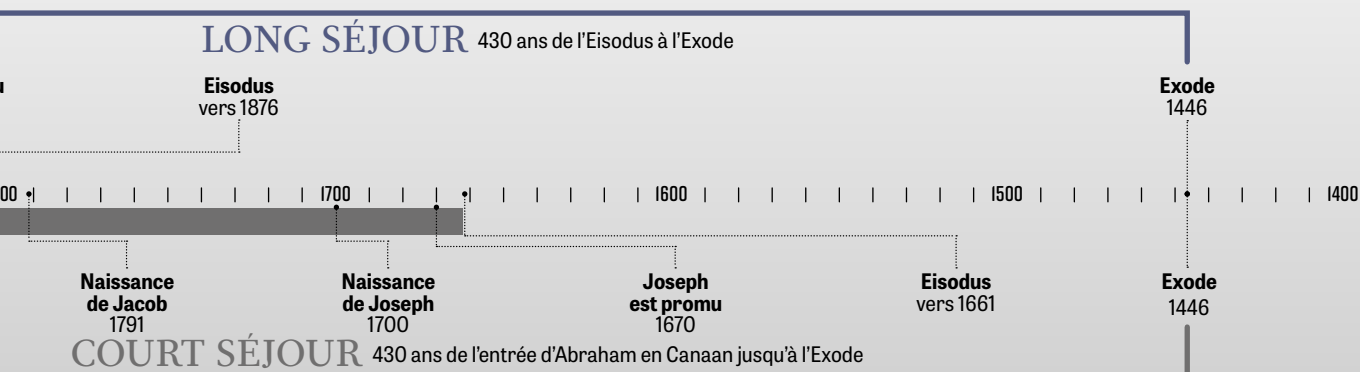 LONG SÉJOUR 430 ans de l’Eisodus à l’Exode
u
Eisodus
vers 1876
Exode
1446
00 1700 1600 1500 1400
Naissance
de Jacob
1791
Naissance
de Joseph
1700
Joseph
est promu
1670
Eisodus
vers 1661
Exode
1446
COURT SÉJOUR 430 ans de l’entrée d’Abraham en Canaan jusqu’à l’Exode